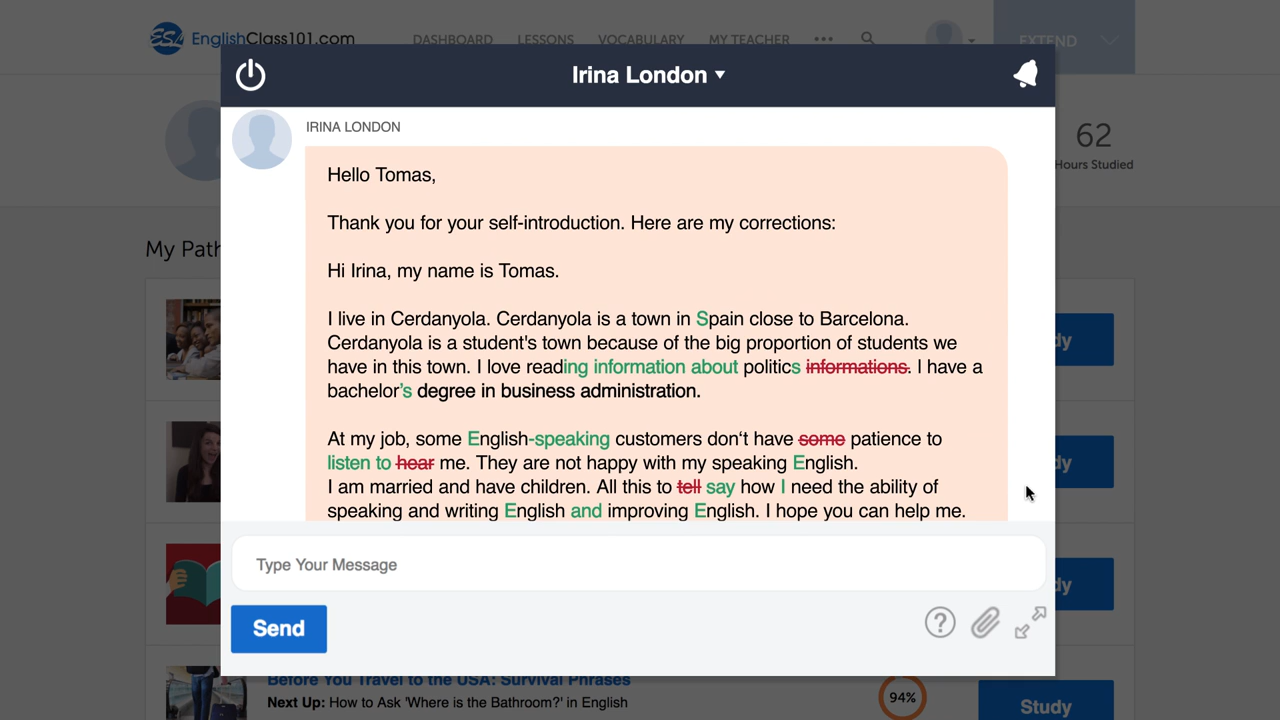 EnglishClass101.com
DASHBOARD
LESSONS
VOCABULARY
MY TEACHER
EXTEND
Irina London
62
Hours Studied
My Path
IRINA LONDON
Hello Tomas,
Thank you for your self-introduction. Here are my corrections:
Hi Irina, my name is Tomas.
I live in Cerdanyola. Cerdanyola is a town in Spain close to Barcelona.
Cerdanyola is a student's town because of the big proportion of students we
have in this town. I love reading information about politics informations. I have a
bachelor's degree in business administration.
At my job, some English-speaking customers don't have some patience to
listen to hear me. They are not happy with my speaking English.
I am married and have children. All this to tell say how I need the ability of
speaking and writing English and improving English. I hope you can help me.
Type Your Message
Send
Before You Travel to the USA: Survival Phrases
Next Up: How to Ask 'Where is the Bathroom?' in English
94%
Study